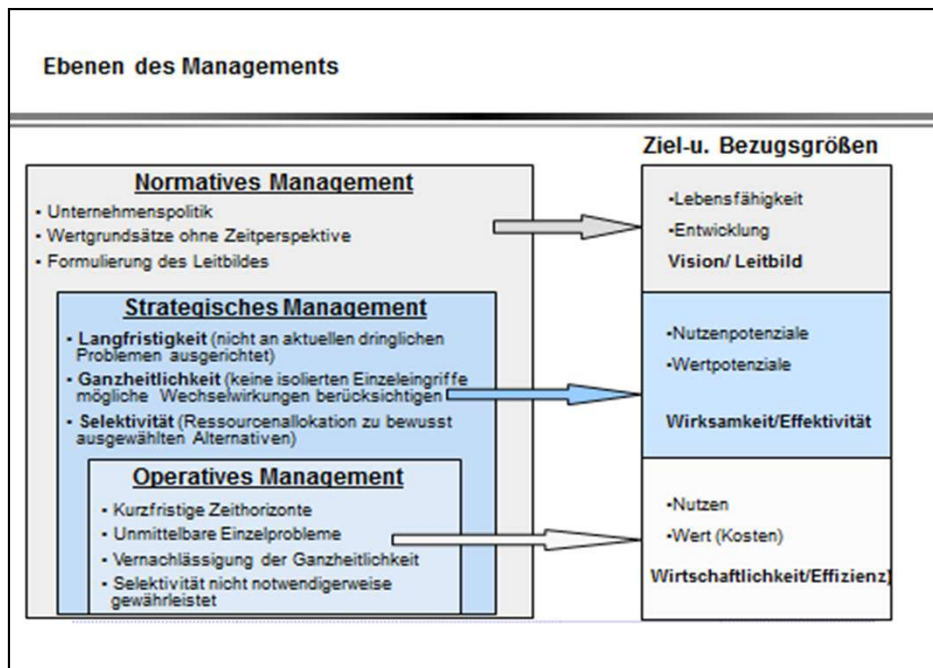 Ebenen des Managements
Ziel-u. Bezugsgrößen
Normatives Management
▪ Unternehmenspolitik
▪ Wertgrundsätze ohne Zeitperspektive
▪ Formulierung des Leitbildes
▪Lebensfähigkeit
▪Entwicklung
Vision/ Leitbild
Strategisches Management
▪ Langfristigkeit (nicht an aktuellen dringlichen
Problemen ausgerichtet)
▪ Ganzheitlichkeit (keine isolierten Einzeleingriffe
mögliche Wechselwirkungen berücksichtigen
▪ Selektivität (Ressourcenallokation zu bewusst
ausgewählten Alternativen)
▪Nutzenpotenziale
▪Wertpotenziale
Wirksamkeit/Effektivität
Operatives Management
▪ Kurzfristige Zeithorizonte
▪ Unmittelbare Einzelprobleme
▪ Vernachlässigung der Ganzheitlichkeit
▪ Selektivität nicht notwendigerweise
gewährleistet
▪Nutzen
▪Wert (Kosten)
Wirtschaftlichkeit/Effizienz)